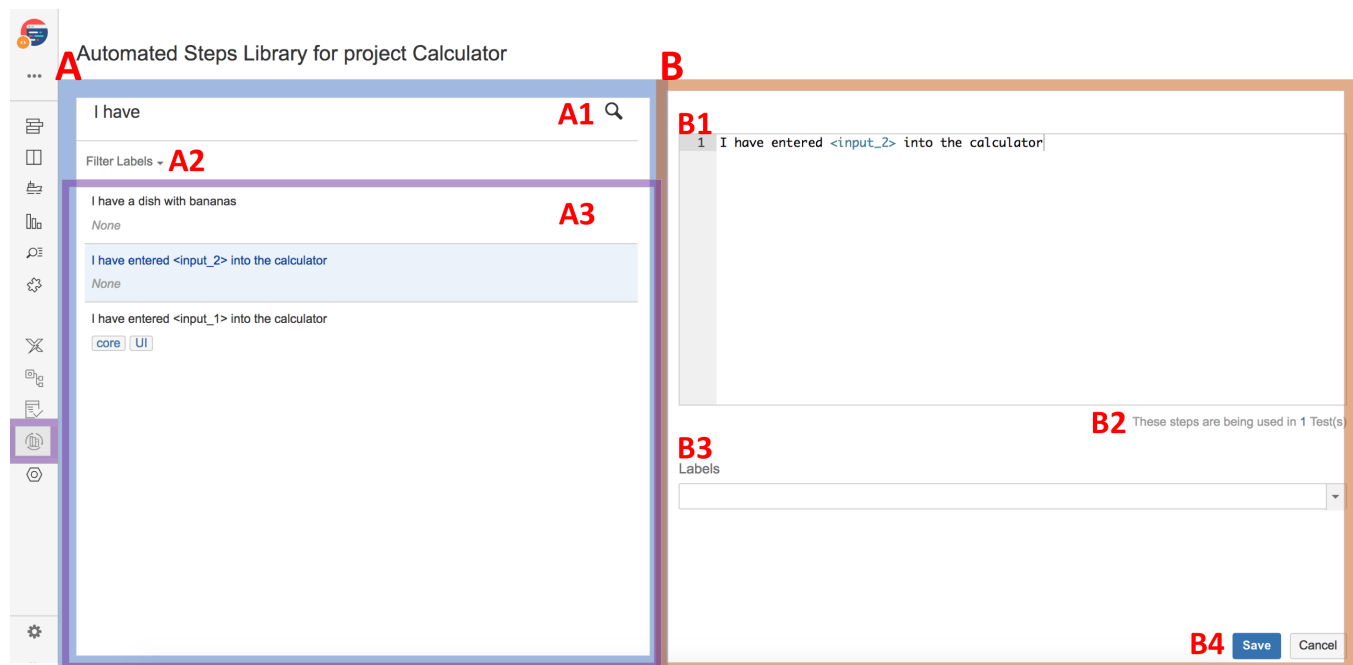 Automated Steps Library for project Calculator
A
B
I have
A1
Filter Labels
A2
I have a dish with bananas
None
A3
I have entered <input_2> into the calculator
None
I have entered <input_1> into the calculator
core UI
B1
1 I have entered <input_2> into the calculator
B2 These steps are being used in 1 Test(s)
B3
Labels
B4 Save Cancel